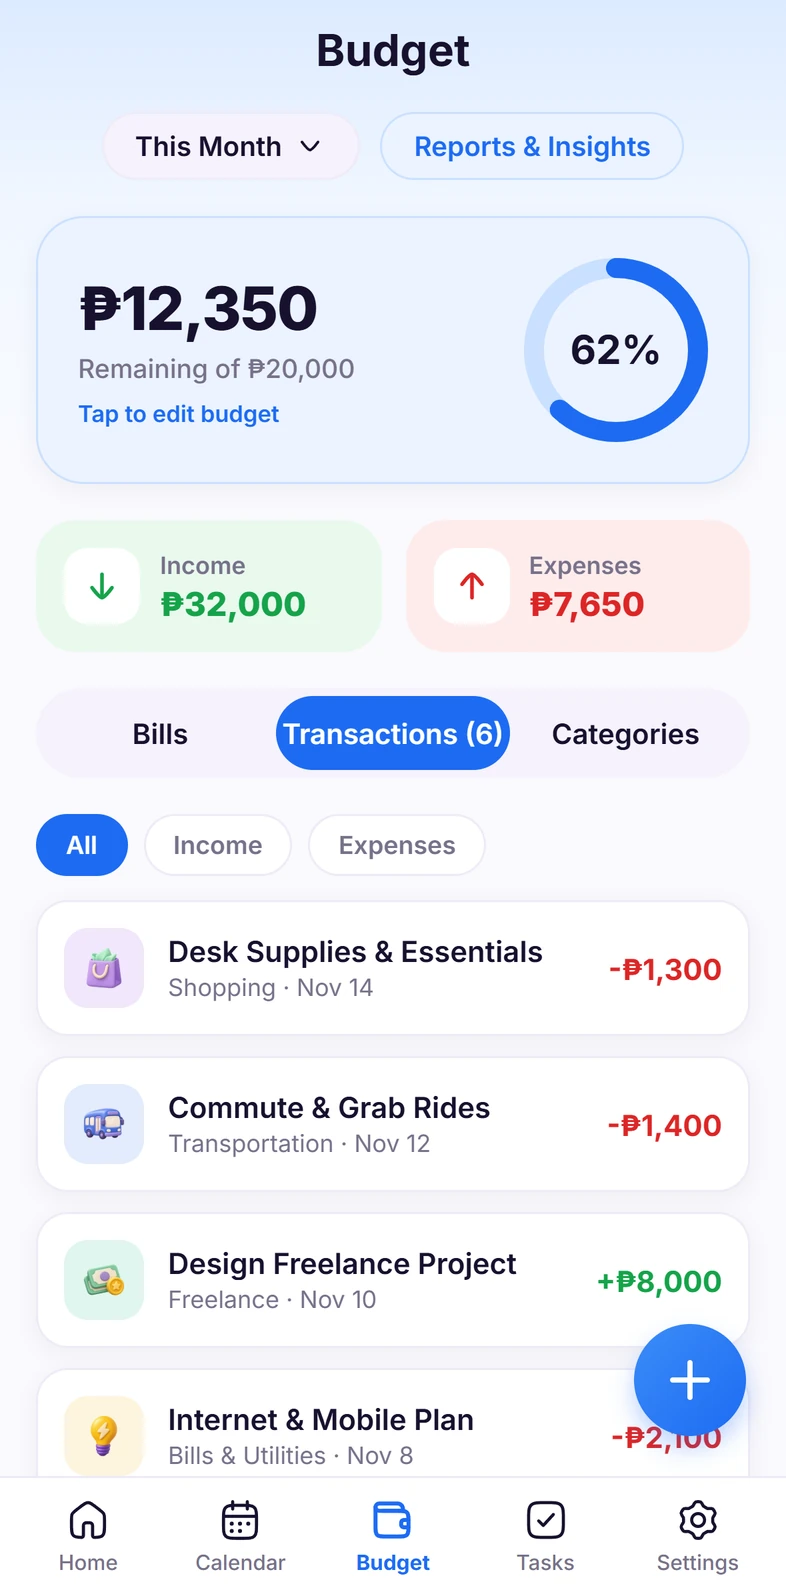 Budget
This Month
Reports & Insights
₱12,350
Remaining of ₱20,000
Tap to edit budget
62%
Income
₱32,000
Expenses
₱7,650
Bills
Transactions (6)
Categories
All
Income
Expenses
Desk Supplies & Essentials
Shopping · Nov 14
-₱1,300
Commute & Grab Rides
Transportation · Nov 12
-₱1,400
Design Freelance Project
Freelance · Nov 10
+₱8,000
Internet & Mobile Plan
Bills & Utilities · Nov 8
-₱2,100
Home
Calendar
Budget
Tasks
Settings